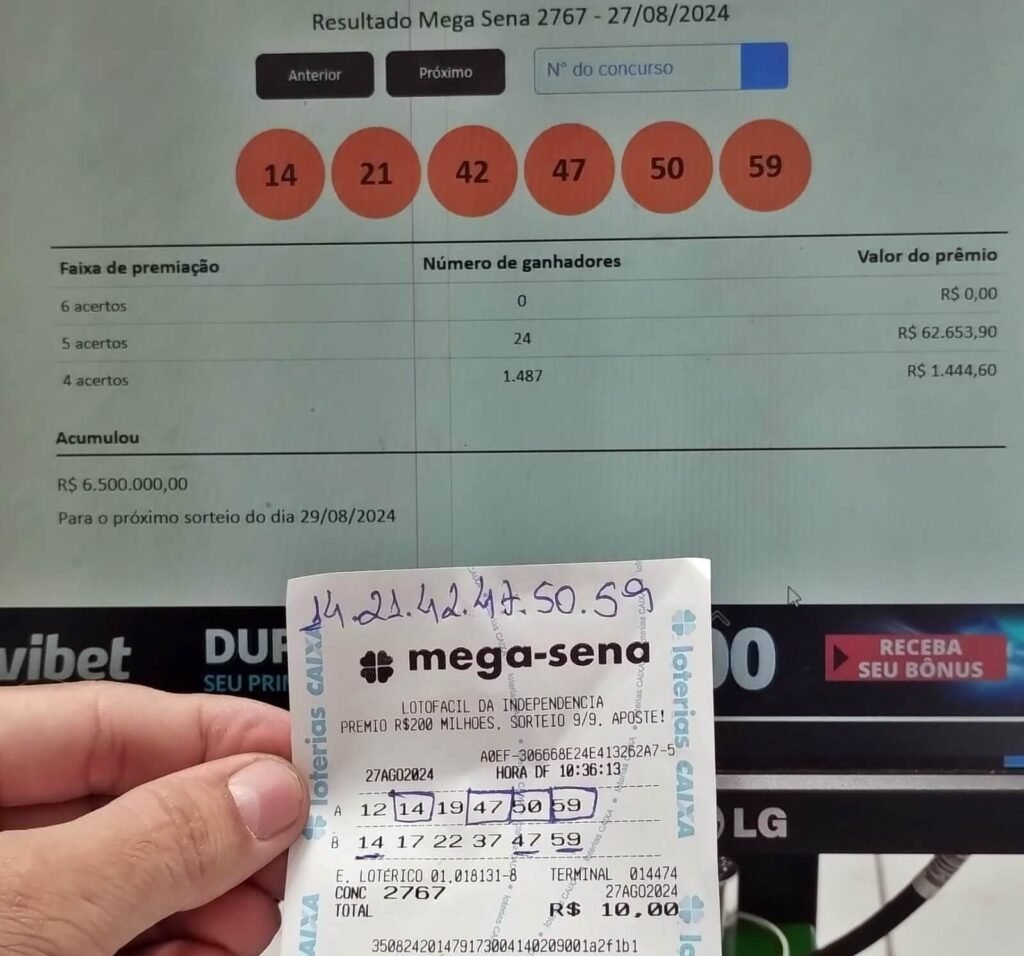 Resultado Mega Sena 2767 - 27/08/2024
Anterior Próximo N° do concurso
14 21 42 47 50 59
Faixa de premiação Número de ganhadores Valor do prêmio
6 acertos 0 R$ 0,00
5 acertos 24 R$ 62.653,90
4 acertos 1.487 R$ 1.444,60
Acumulou
R$ 6.500.000,00
Para o próximo sorteio do dia 29/08/2024
14.21.42.47.50.59
vibet
RECEBA
SEU BÔNUS
mega-sena
LOTOFACIL DA INDEPENDENCIA
PREMIO R$200 MILHOES. SORTEIO 9/9. APOSTE!
A0EF-306668E24E413262A7-5
27AGO2024 HORA DF 10:36:13
A 12 14 19 47 50 59
B 14 17 22 37 47 59
E. LOTÉRICO 01.018131-8 TERMINAL 014474
CONC 2767 27AGO2024
TOTAL R$ 10,00
loterias CAIXA
loterias CAIXA
LG